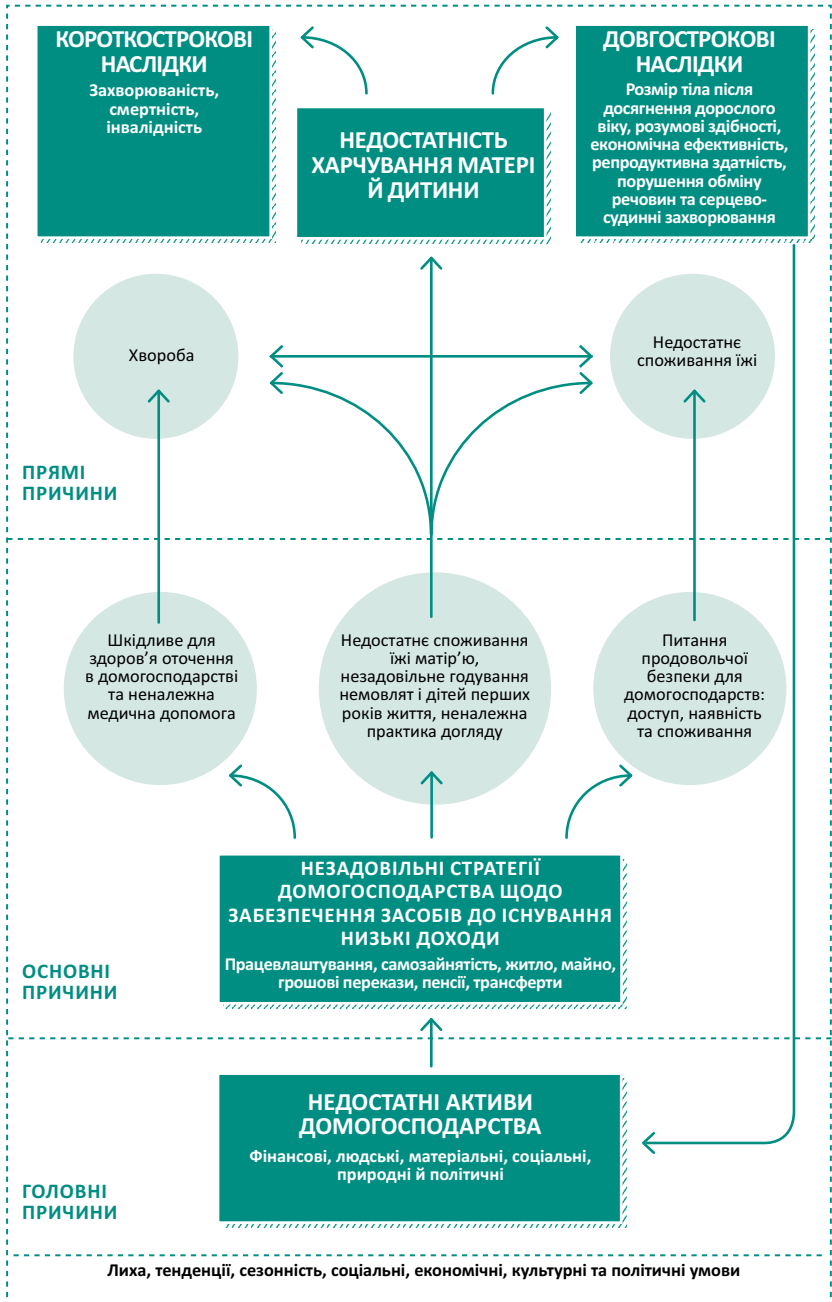 КОРОТКОСТРОКОВІ
НАСЛІДКИ
Захворюваність,
смертність,
інвалідність
НЕДОСТАТНІСТЬ
ХАРЧУВАННЯ МАТЕРІ
Й ДИТИНИ
ДОВГОСТРОКОВІ
НАСЛІДКИ
Розмір тіла після
досягнення дорослого
віку, розумові здібності,
економічна ефективність,
репродуктивна здатність,
порушення обміну
речовин та серцево-
судинні захворювання
Хвороба
Недостатнє
споживання їжі
ПРЯМІ
ПРИЧИНИ
Шкідливе для
здоров’я оточення
в домогосподарстві
та неналежна
медична допомога
Недостатнє споживання
їжі матір’ю,
незадовільне годування
немовлят і дітей перших
років життя, неналежна
практика догляду
Питання
продовольчої
безпеки для
домогосподарств:
доступ, наявність
та споживання
НЕЗАДОВІЛЬНІ СТРАТЕГІЇ
ДОМОГОСПОДАРСТВА ЩОДО
ЗАБЕЗПЕЧЕННЯ ЗАСОБІВ ДО ІСНУВАННЯ
НИЗЬКІ ДОХОДИ
Працевлаштування, самозайнятість, житло, майно,
грошові перекази, пенсії, трансферти
ОСНОВНІ
ПРИЧИНИ
НЕДОСТАТНІ АКТИВИ
ДОМОГОСПОДАРСТВА
Фінансові, людські, матеріальні, соціальні,
природні й політичні
ГОЛОВНІ
ПРИЧИНИ
Лиха, тенденції, сезонність, соціальні, економічні, культурні та політичні умови